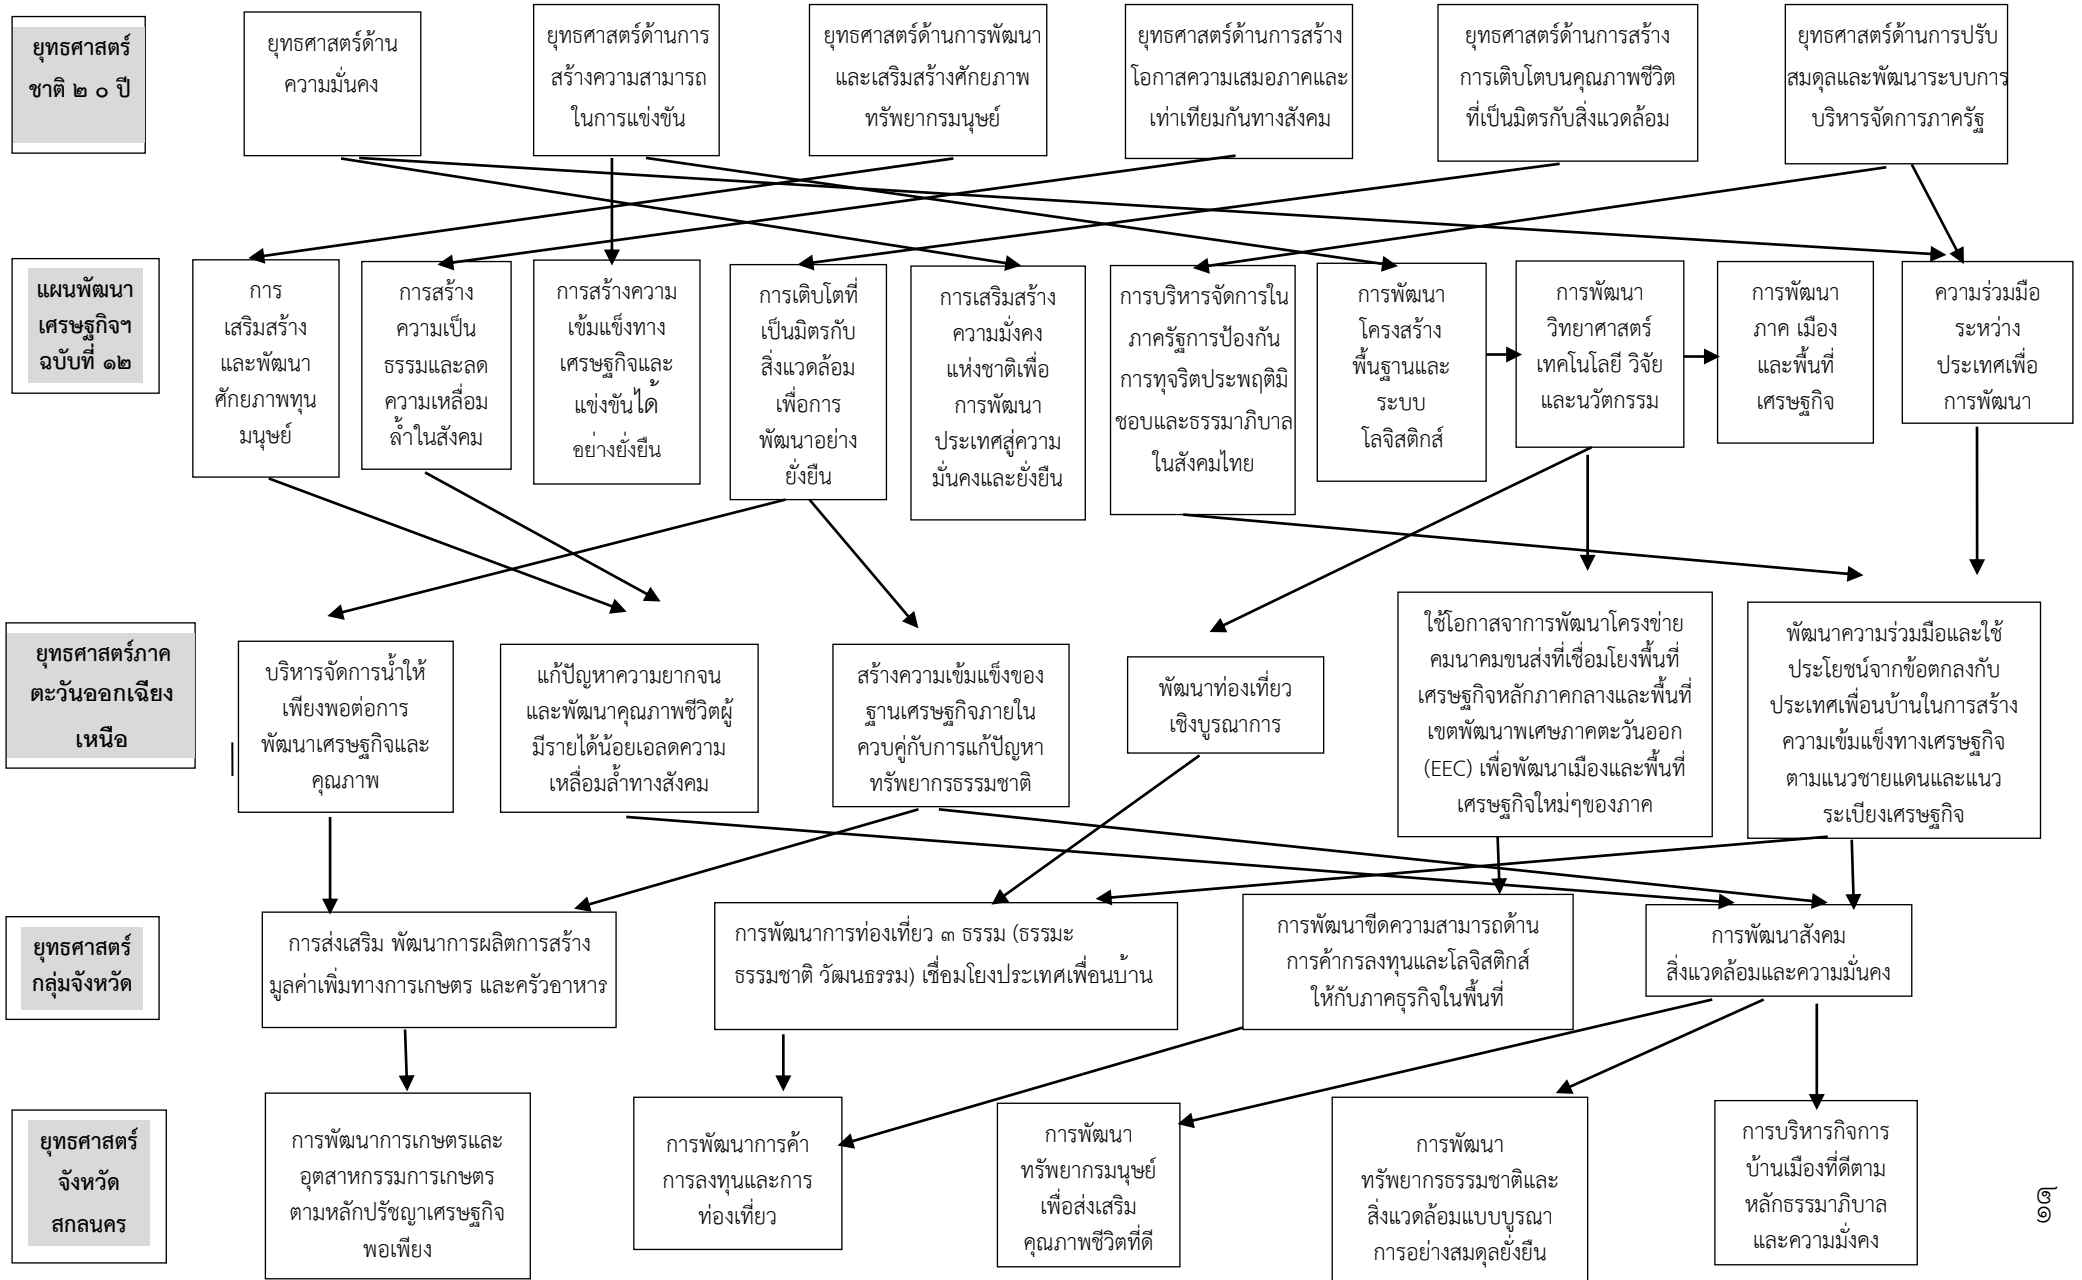 ยุทธศาสตร์
ชาติ ๒ ๐ ปี
ยุทธศาสตร์ด้าน
ความมั่นคง
ยุทธศาสตร์ด้านการ
สร้างความสามารถ
ในการแข่งขัน
ยุทธศาสตร์ด้านการพัฒนา
และเสริมสร้างศักยภาพ
ทรัพยากรมนุษย์
ยุทธศาสตร์ด้านการสร้าง
โอกาสความเสมอภาคและ
เท่าเทียมกันทางสังคม
ยุทธศาสตร์ด้านการสร้าง
การเติบโตบนคุณภาพชีวิต
ที่เป็นมิตรกับสิ่งแวดล้อม
ยุทธศาสตร์ด้านการปรับ
สมดุลและพัฒนาระบบการ
บริหารจัดการภาครัฐ
แผนพัฒนา
เศรษฐกิจฯ
ฉบับที่ ๑๒
การ
เสริมสร้าง
และพัฒนา
ศักยภาพทุน
มนุษย์
การสร้าง
ความเป็น
ธรรมและลด
ความเหลื่อม
ล้ำในสังคม
การสร้างความ
เข้มแข็งทาง
เศรษฐกิจและ
แข่งขันได้
อย่างยั่งยืน
การเติบโตที่
เป็นมิตรกับ
สิ่งแวดล้อม
เพื่อการ
พัฒนาอย่าง
ยั่งยืน
การเสริมสร้าง
ความมั่งคง
แห่งชาติเพื่อ
การพัฒนา
ประเทศสู่ความ
มั่นคงและยั่งยืน
การบริหารจัดการใน
ภาครัฐการป้องกัน
การทุจริตประพฤติมิ
ชอบและธรรมาภิบาล
ในสังคมไทย
การพัฒนา
โครงสร้าง
พื้นฐานและ
ระบบ
โลจิสติกส์
การพัฒนา
วิทยาศาสตร์
เทคโนโลยี วิจัย
และนวัตกรรม
การพัฒนา
ภาค เมือง
และพื้นที่
เศรษฐกิจ
ความร่วมมือ
ระหว่าง
ประเทศเพื่อ
การพัฒนา
ยุทธศาสตร์ภาค
ตะวันออกเฉียง
เหนือ
บริหารจัดการน้ำให้
เพียงพอต่อการ
พัฒนาเศรษฐกิจและ
คุณภาพ
แก้ปัญหาความยากจน
และพัฒนาคุณภาพชีวิตผู้
มีรายได้น้อยเอลดความ
เหลื่อมล้ำทางสังคม
สร้างความเข้มแข็งของ
ฐานเศรษฐกิจภายใน
ควบคู่กับการแก้ปัญหา
ทรัพยากรธรรมชาติ
พัฒนาท่องเที่ยว
เชิงบูรณาการ
ใช้โอกาสจาการพัฒนาโครงข่าย
คมนาคมขนส่งที่เชื่อมโยงพื้นที่
เศรษฐกิจหลักภาคกลางและพื้นที่
เขตพัฒนาพเศษภาคตะวันออก
(EEC) เพื่อพัฒนาเมืองและพื้นที่
เศรษฐกิจใหม่ๆของภาค
พัฒนาความร่วมมือและใช้
ประโยชน์จากข้อตกลงกับ
ประเทศเพื่อนบ้านในการสร้าง
ความเข้มแข็งทางเศรษฐกิจ
ตามแนวชายแดนและแนว
ระเบียงเศรษฐกิจ
ยุทธศาสตร์
กลุ่มจังหวัด
การส่งเสริม พัฒนาการผลิตการสร้าง
มูลค่าเพิ่มทางการเกษตร และครัวอาหาร
การพัฒนาการท่องเที่ยว ๓ ธรรม (ธรรมะ
ธรรมชาติ วัฒนธรรม) เชื่อมโยงประเทศเพื่อนบ้าน
การพัฒนาขีดความสามารถด้าน
การค้ากรลงทุนและโลจิสติกส์
ให้กับภาคธุรกิจในพื้นที่
การพัฒนาสังคม
สิ่งแวดล้อมและความมั่นคง
ยุทธศาสตร์
จังหวัด
สกลนคร
การพัฒนาการเกษตรและ
อุตสาหกรรมการเกษตร
ตามหลักปรัชญาเศรษฐกิจ
พอเพียง
การพัฒนาการค้า
การลงทุนและการ
ท่องเที่ยว
การพัฒนา
ทรัพยากรมนุษย์
เพื่อส่งเสริม
คุณภาพชีวิตที่ดี
การพัฒนา
ทรัพยากรธรรมชาติและ
สิ่งแวดล้อมแบบบูรณา
การอย่างสมดุลยั่งยืน
การบริหารกิจการ
บ้านเมืองที่ดีตาม
หลักธรรมาภิบาล
และความมั่งคง
๒๑